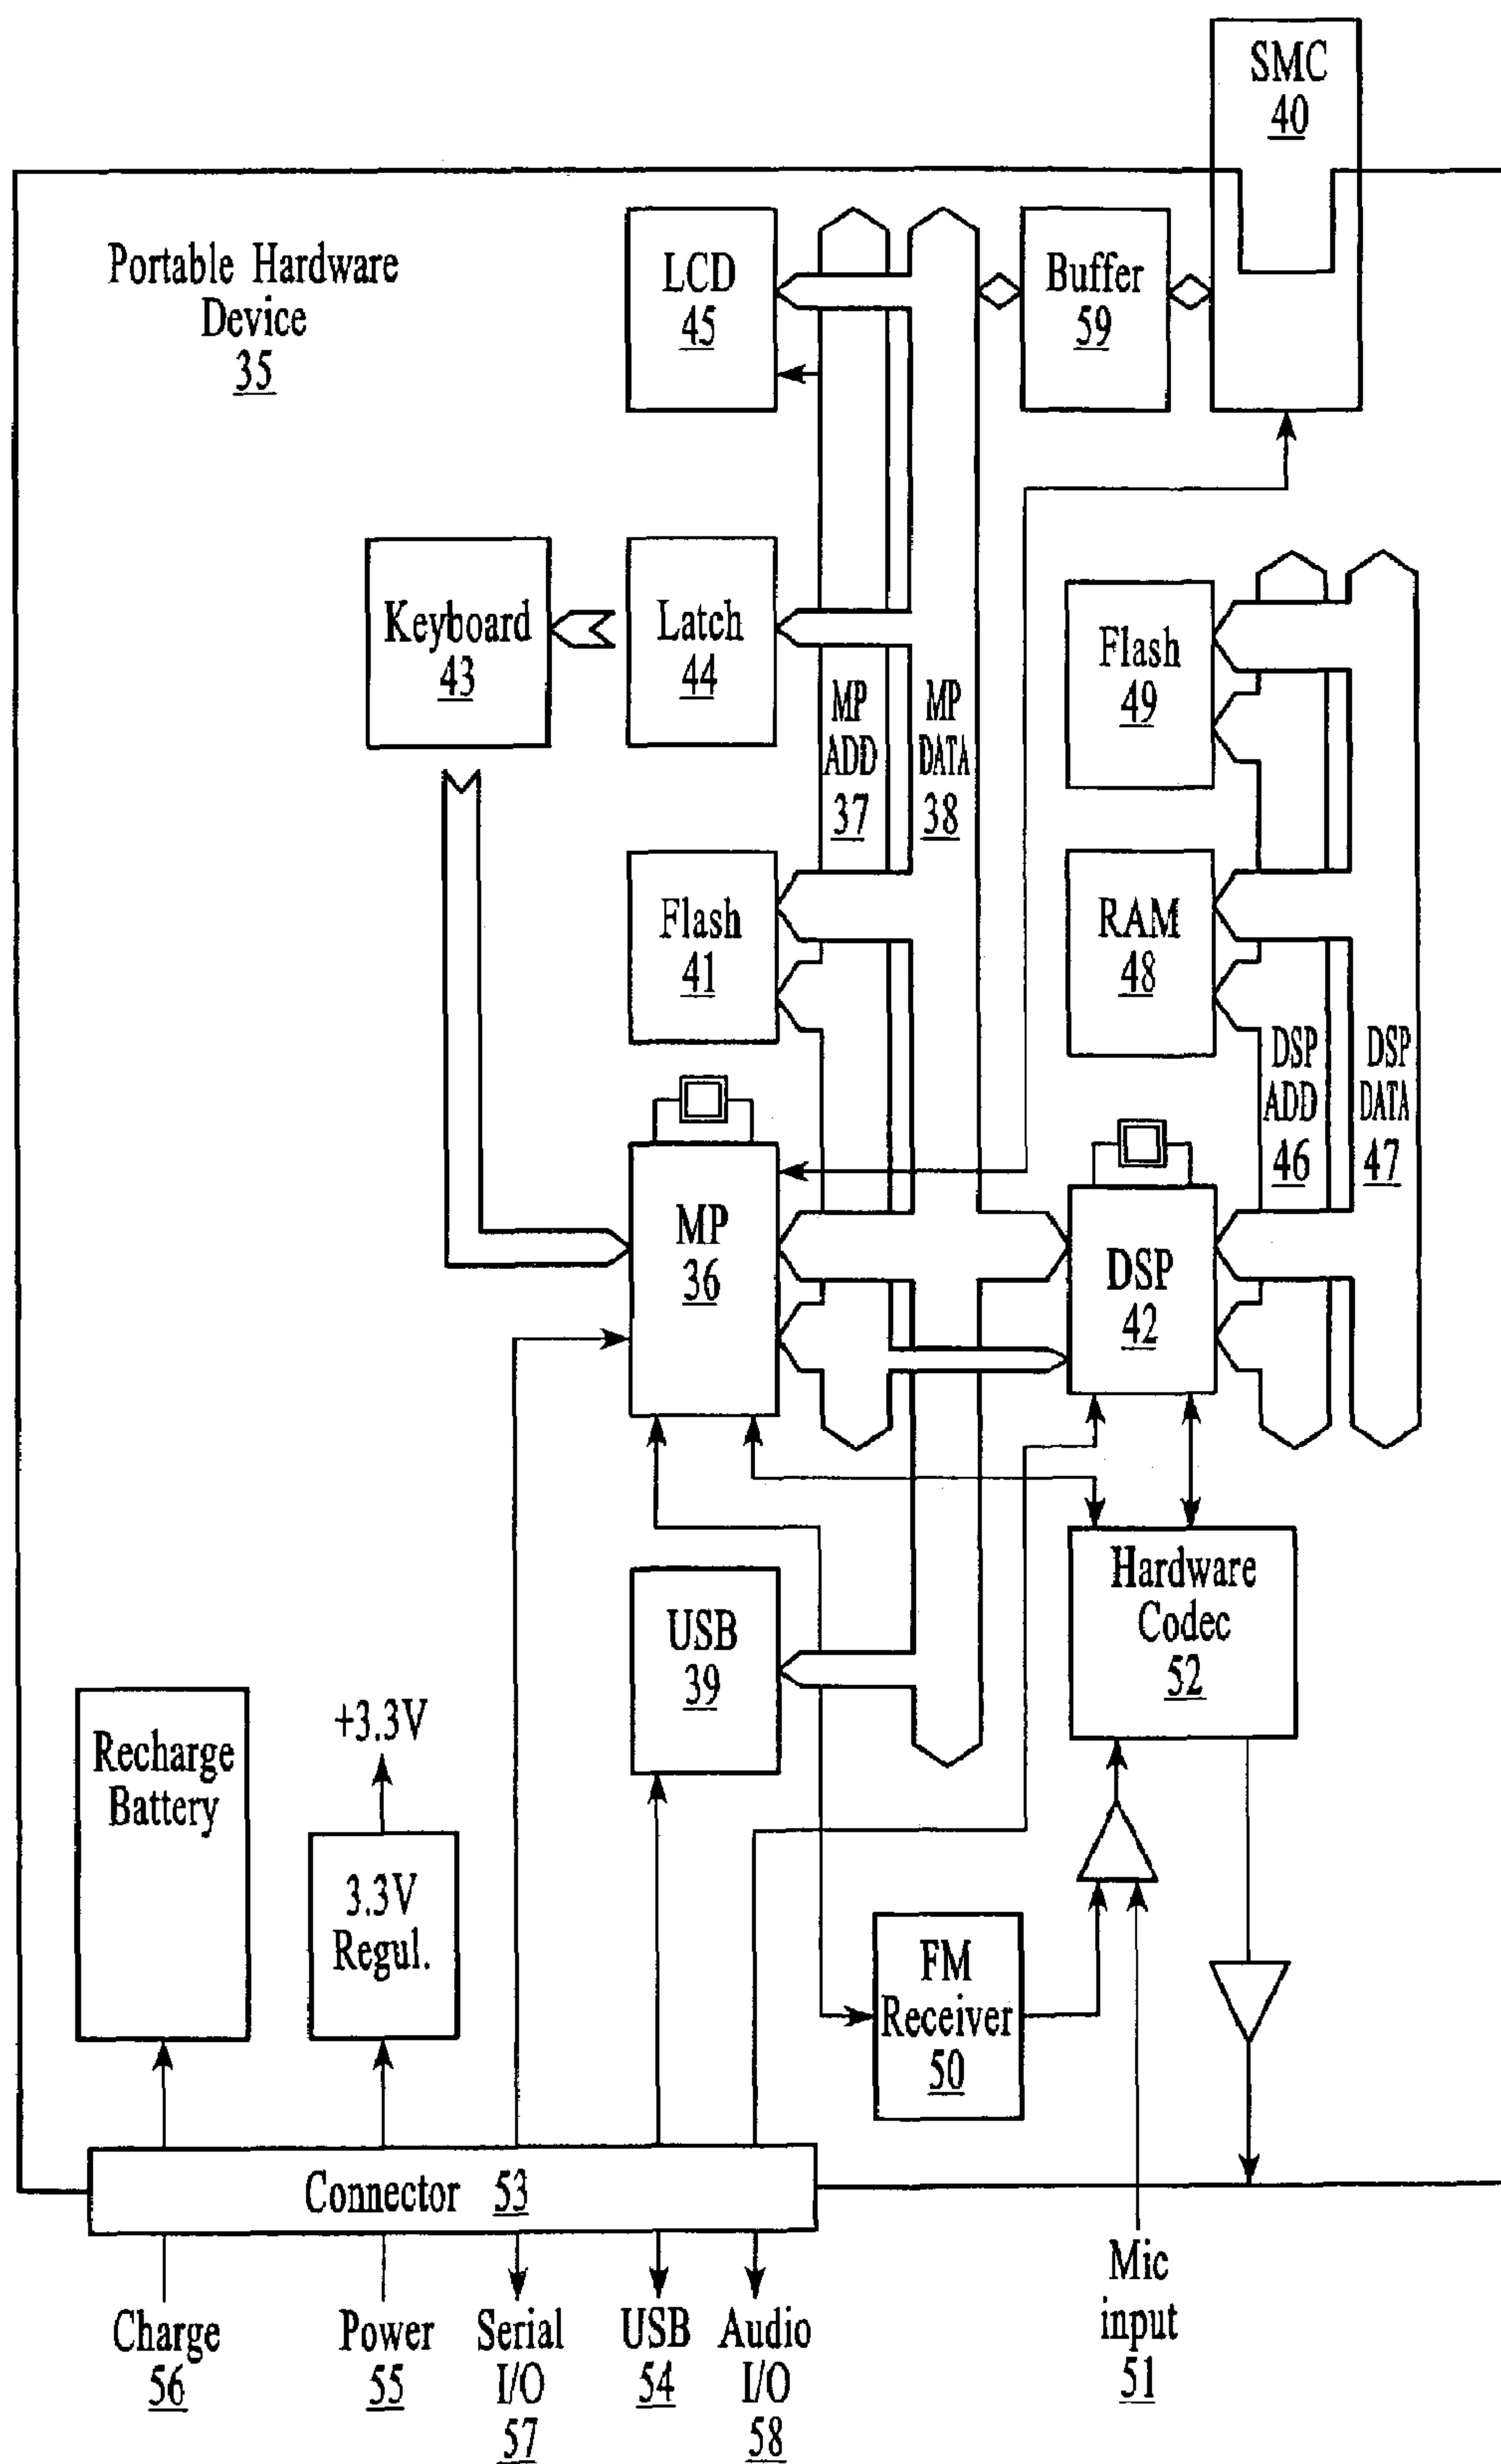 SMC
40
Portable Hardware
Device
35
LCD
45
Buffer
59
Keyboard
43
Latch
44
MP
ADD
37
MP
DATA
38
Flash
49
Flash
41
RAM
48
DSP
ADD
46
DSP
DATA
47
MP
36
DSP
42
USB
39
Hardware
Codec
52
Recharge
Battery
+3.3V
3.3V
Regul.
FM
Receiver
50
Connector 53
Charge
56
Power
55
Serial
I/O
57
USB
54
Audio
I/O
58
Mic
input
51